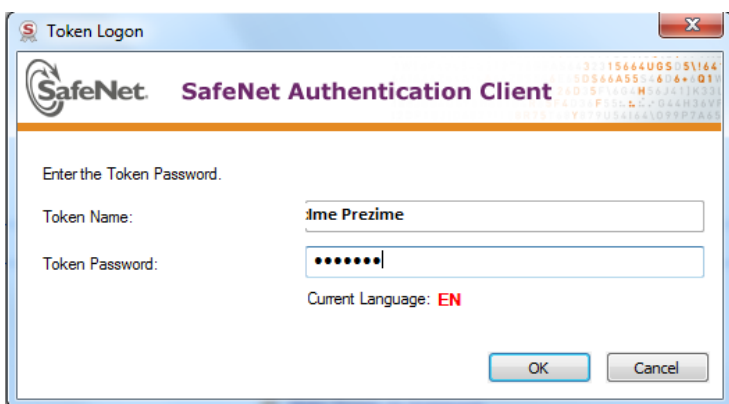 Token Logon
SafeNet. SafeNet Authentication Client
Enter the Token Password.
Token Name: Ime Prezime
Token Password: •••••••
Current Language: EN
OK Cancel